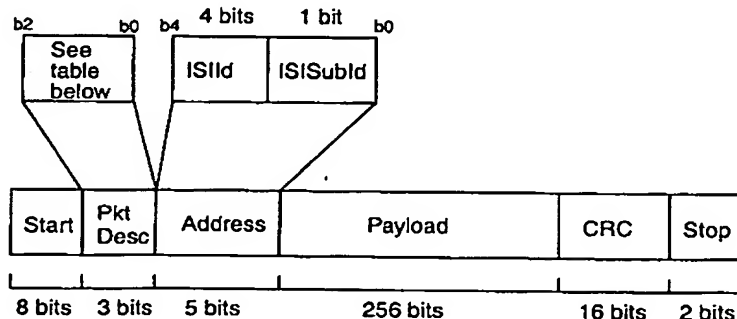 4 bits 1 bit
b2 b0 b4 b0
See
table
below
ISIId ISISubId
Start Pkt
Desc Address Payload CRC Stop
8 bits 3 bits 5 bits 256 bits 16 bits 2 bits